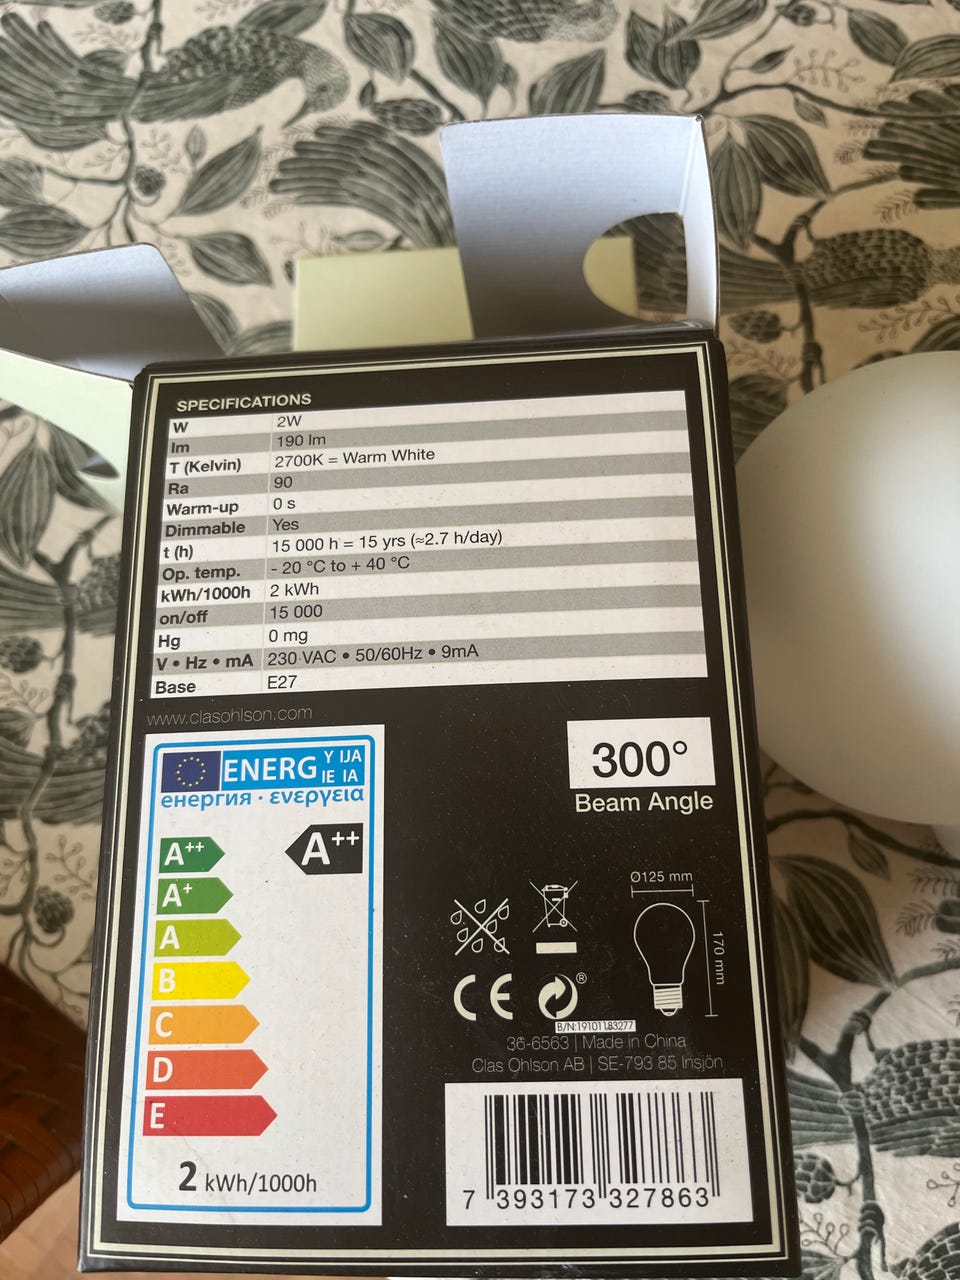 SPECIFICATIONS
W 2W
lm 190 lm
T (Kelvin) 2700K = Warm White
Ra 90
Warm-up 0 s
Dimmable Yes
t (h) 15 000 h = 15 yrs (≈2.7 h/day)
Op. temp. - 20 °C to + 40 °C
kWh/1000h 2 kWh
on/off 15 000
Hg 0 mg
V • Hz • mA 230 VAC • 50/60Hz • 9mA
Base E27
www.clasohlson.com
ENERG Y IJA
IE IA
енергия · ενεργεια
A++
A++
A+
A
B
C
D
E
2 kWh/1000h
300°
Beam Angle
Ø125 mm
170 mm
CE
®
B/N:19101183277
36-6563 | Made in China
Clas Ohlson AB | SE-793 85 Insjön
7 393173 327863